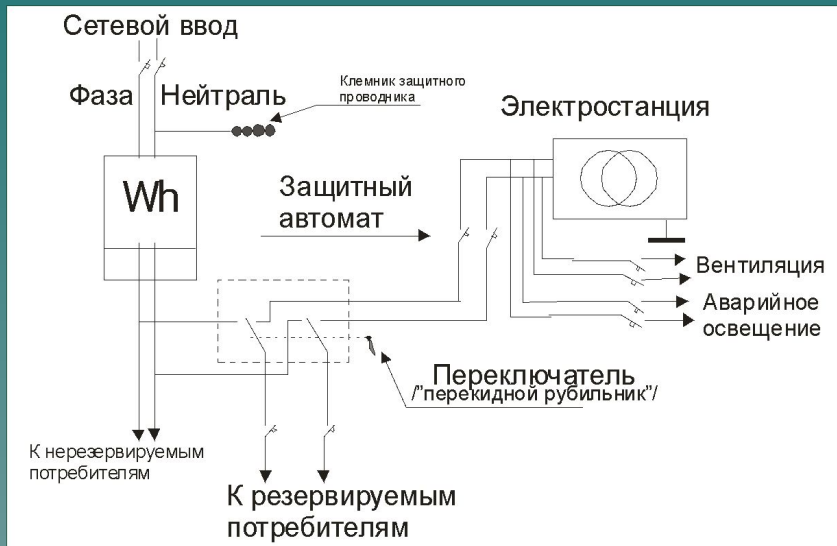 Сетевой ввод
Фаза
Нейтраль
Клемник защитного
проводника
Электростанция
Wh
Защитный
автомат
Вентиляция
Аварийное
освещение
Переключатель
/"перекидной рубильник"/
К нерезервируемым
потребителям
К резервируемым
потребителям